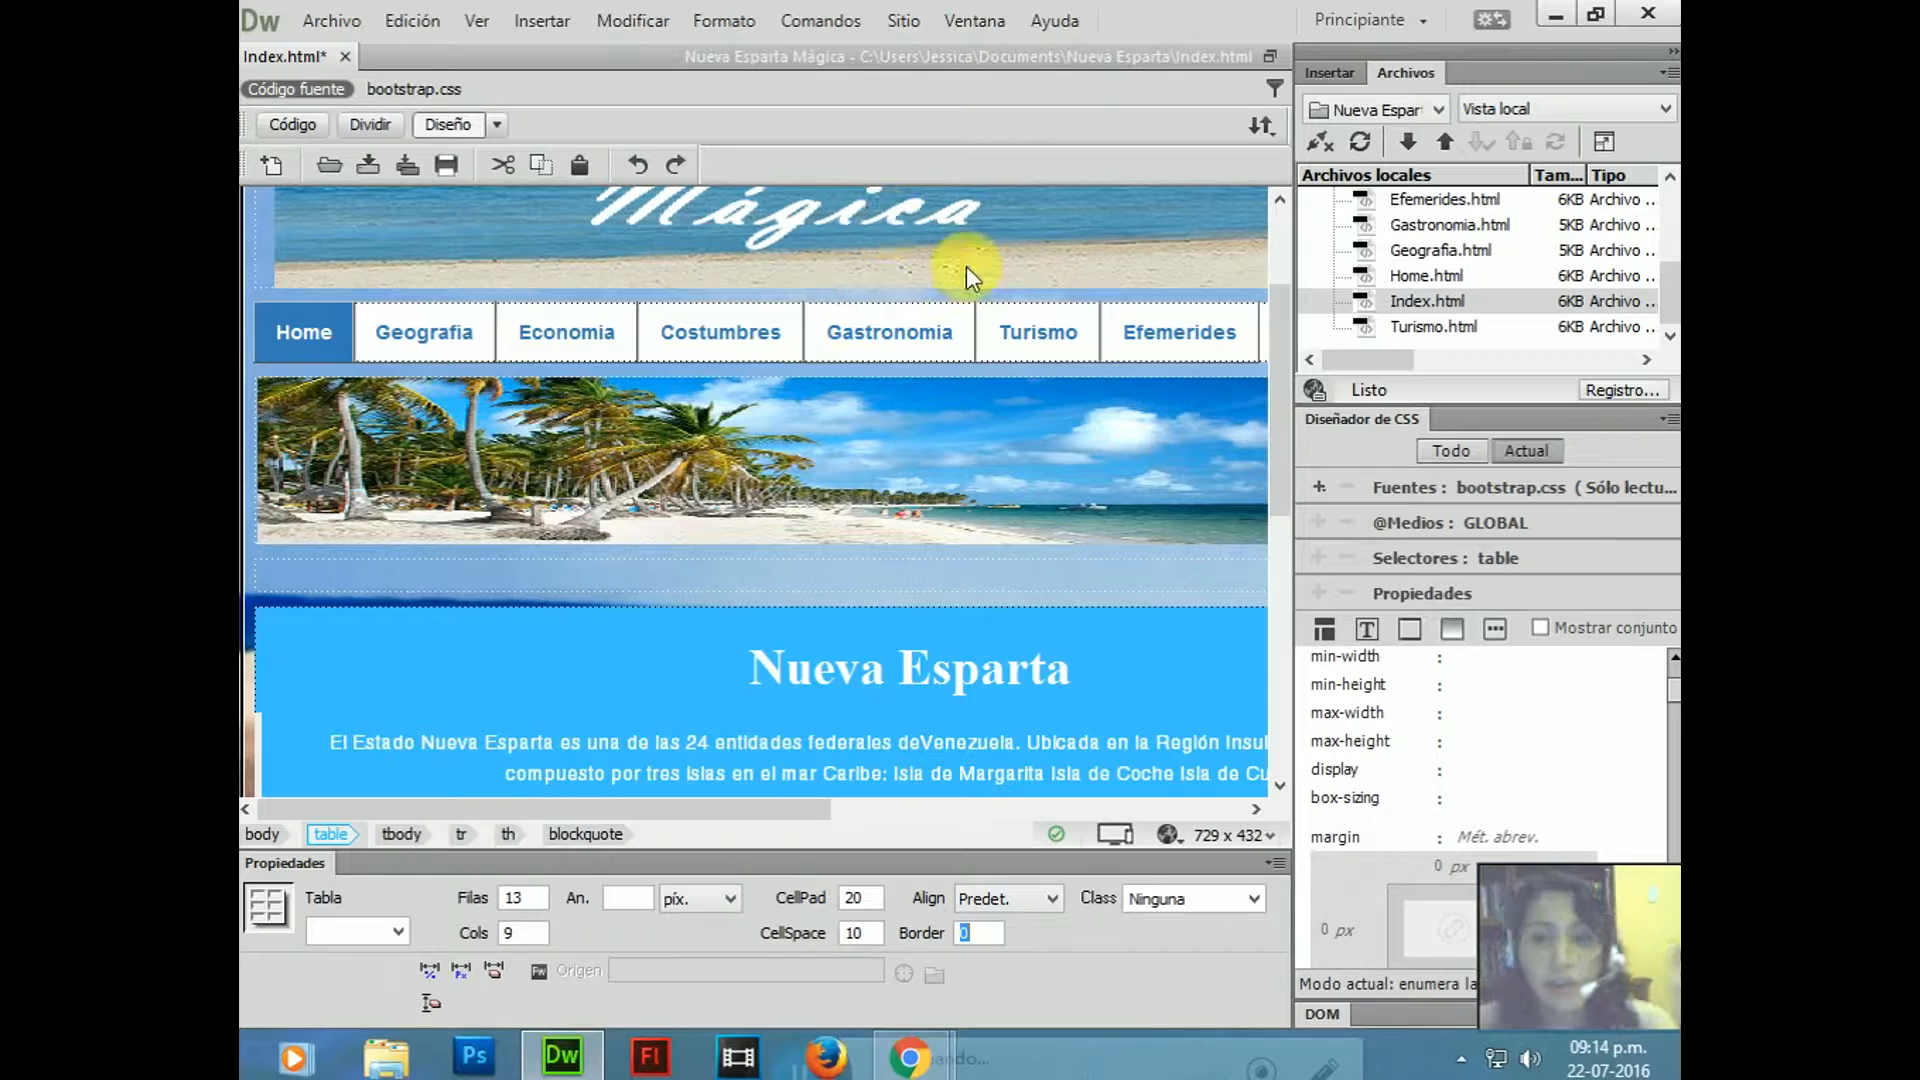 Dw Archivo Edición Ver Insertar Modificar Formato Comandos Sitio Ventana Ayuda Principiante
Index.html* Nueva Esparta Mágica - C:\Users\Jessica\Documents\Nueva Esparta\Index.html
Insertar Archivos
Código fuente bootstrap.css
Nueva Espar Vista local
Código Dividir Diseño
Archivos locales Tam... Tipo
Efemerides.html 6KB Archivo ..
Gastronomia.html 5KB Archivo ..
Geografia.html 6KB Archivo ..
Home.html 6KB Archivo ..
Index.html 6KB Archivo ..
Turismo.html 6KB Archivo ..
Mágica
Home Geografia Economia Costumbres Gastronomia Turismo Efemerides
Listo Registro...
Diseñador de CSS
Todo Actual
Fuentes : bootstrap.css ( Sólo lectu...
@Medios : GLOBAL
Selectores : table
Propiedades
Mostrar conjunto
min-width :
min-height :
max-width :
max-height :
display :
box-sizing :
margin : Mét. abrev.
0 px
0 px
Modo actual: enumera la
DOM
Nueva Esparta
El Estado Nueva Esparta es una de las 24 entidades federales deVenezuela. Ubicada en la Región Insul
compuesto por tres Islas en el mar Caribe: Isla de Margarita Isla de Coche Isla de Cu
body table tbody tr th blockquote 729 x 432
Propiedades
Tabla Filas 13 An. píx. CellPad 20 Align Predet. Class Ninguna
Cols 9 CellSpace 10 Border 0
Fw Origen
Ps Dw Fl
09:14 p.m.
22-07-2016